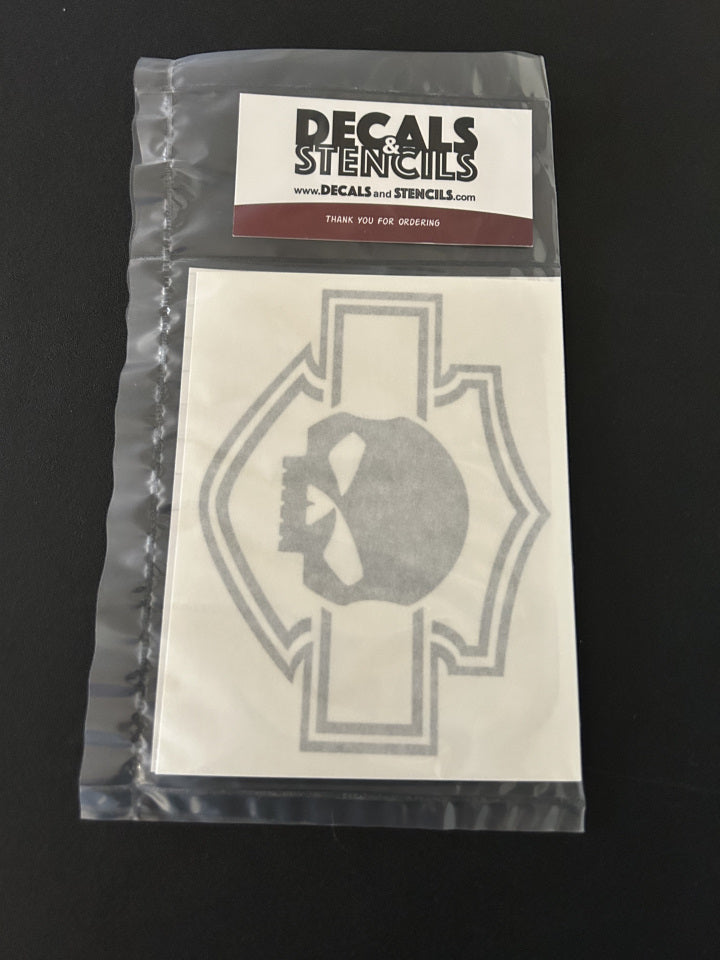 DECALS
&
STENCILS
www.DECALS and STENCILS.com
THANK YOU FOR ORDERING